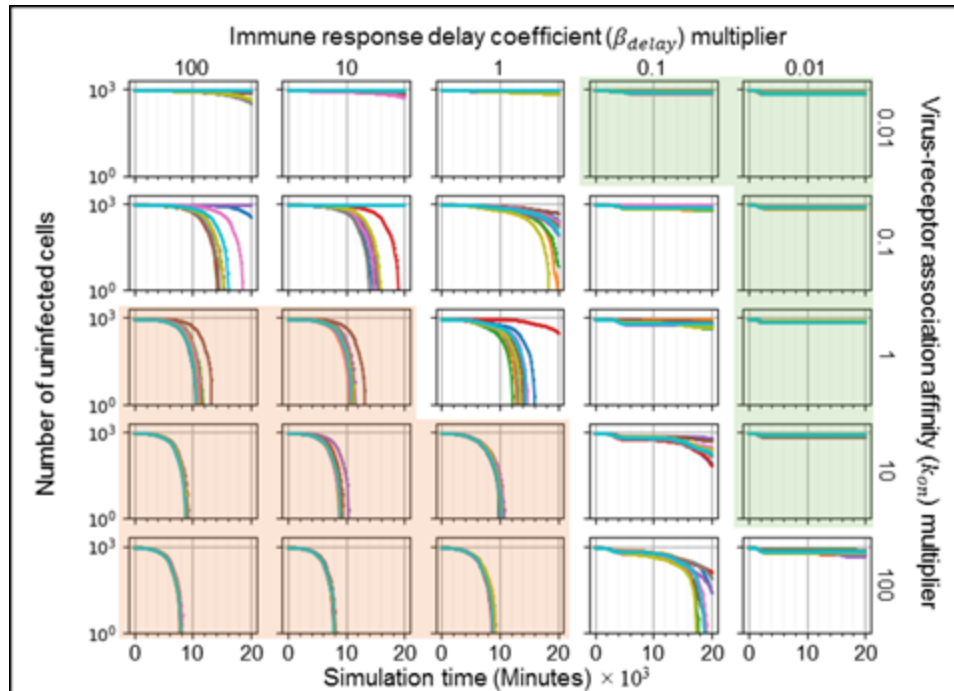 Immune response delay coefficient (β_delay) multiplier
100 10 1 0.1 0.01
Number of uninfected cells
10³
10⁰
0.01
10³
10⁰
0.1
10³
10⁰
1
10³
10⁰
10
10³
10⁰
100
Virus-receptor association affinity (k_on) multiplier
0 10 20 0 10 20 0 10 20 0 10 20 0 10 20
Simulation time (Minutes) × 10³